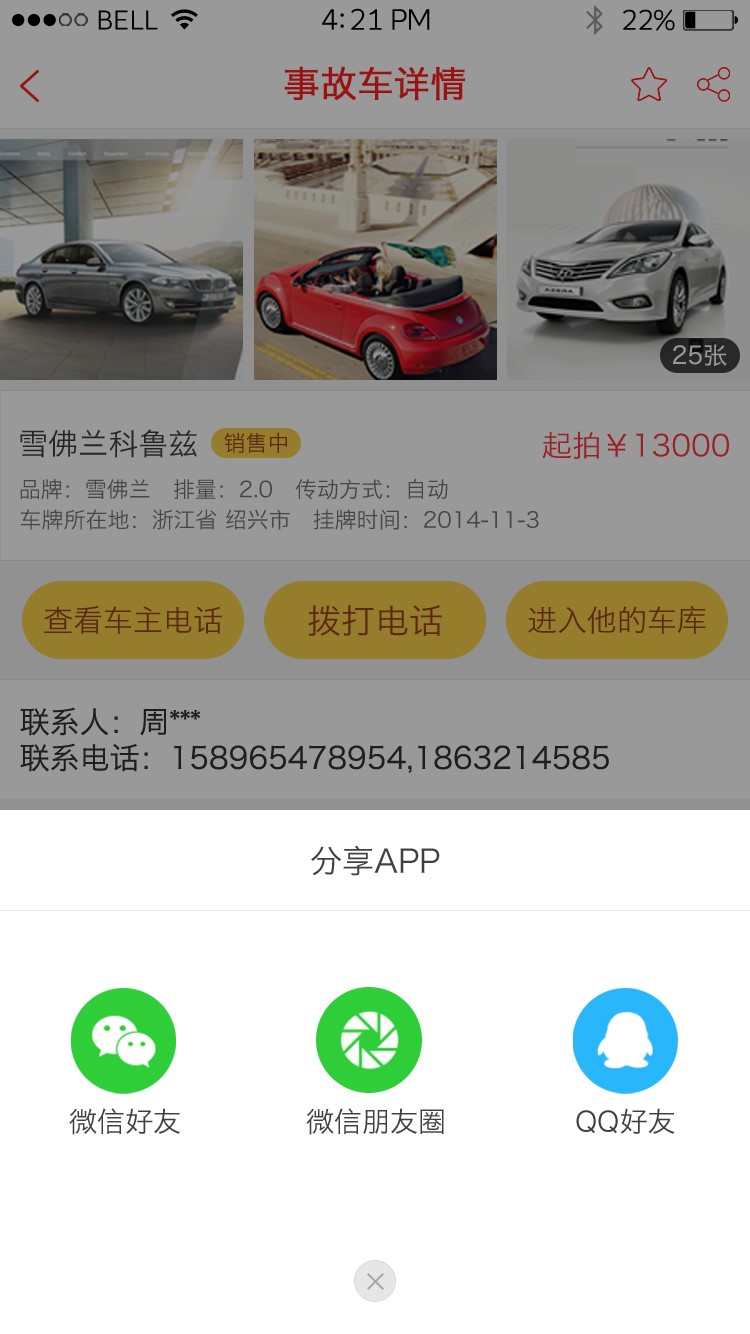 BELL 4:21 PM 22%
事故车详情
AZERA
25张
雪佛兰科鲁兹 销售中 起拍￥13000
品牌：雪佛兰 排量：2.0 传动方式：自动
车牌所在地：浙江省 绍兴市 挂牌时间：2014-11-3
查看车主电话 拨打电话 进入他的车库
联系人：周***
联系电话：158965478954,1863214585
分享APP
微信好友 微信朋友圈 QQ好友